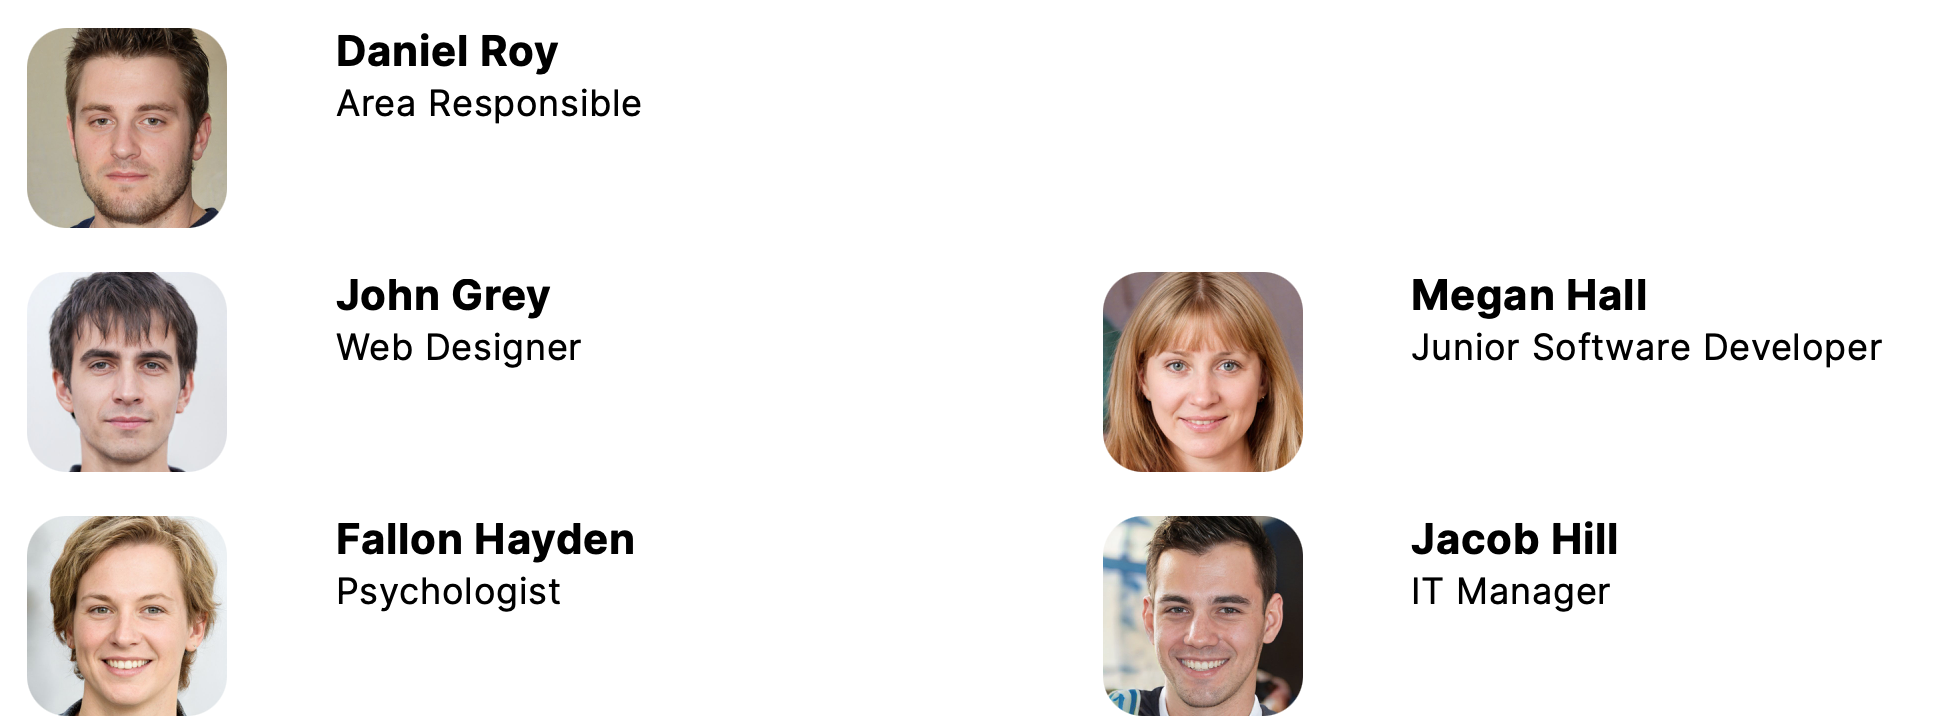 Daniel Roy
Area Responsible
John Grey
Web Designer
Megan Hall
Junior Software Developer
Fallon Hayden
Psychologist
Jacob Hill
IT Manager